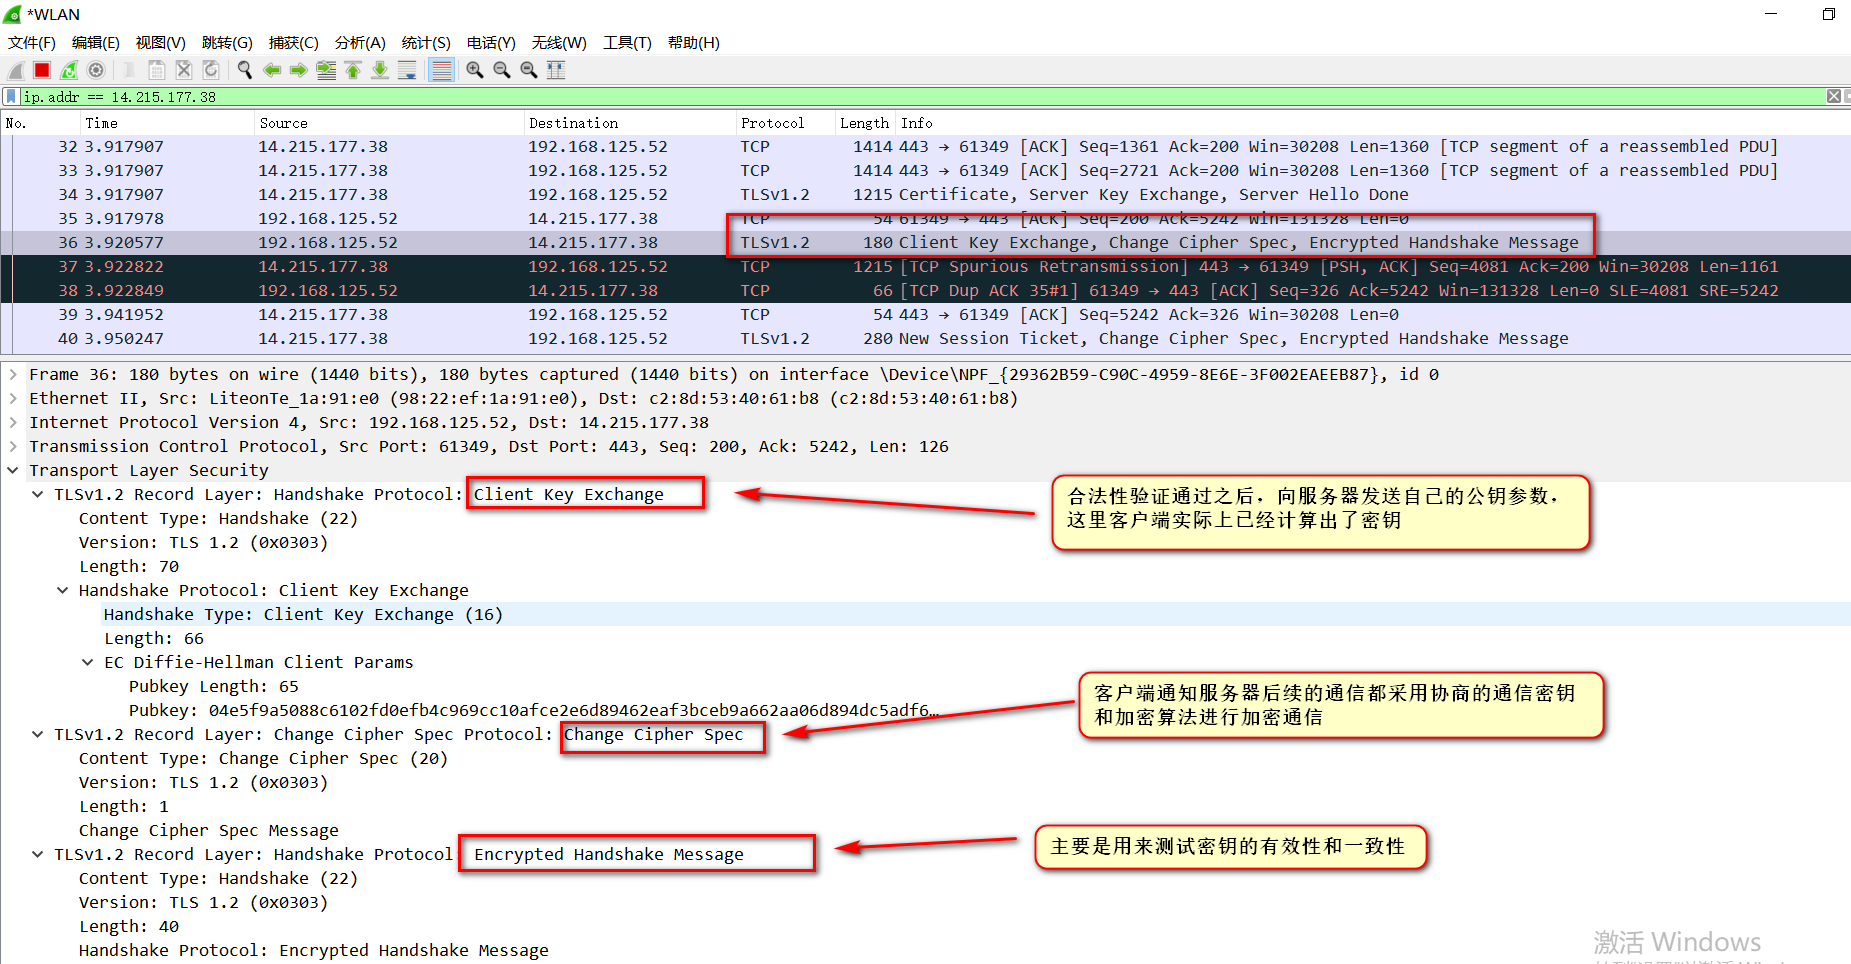 *WLAN
文件(F) 编辑(E) 视图(V) 跳转(G) 捕获(C) 分析(A) 统计(S) 电话(Y) 无线(W) 工具(T) 帮助(H)
ip.addr == 14.215.177.38
No. Time Source Destination Protocol Length Info
32 3.917907 14.215.177.38 192.168.125.52 TCP 1414 443 → 61349 [ACK] Seq=1361 Ack=200 Win=30208 Len=1360 [TCP segment of a reassembled PDU]
33 3.917907 14.215.177.38 192.168.125.52 TCP 1414 443 → 61349 [ACK] Seq=2721 Ack=200 Win=30208 Len=1360 [TCP segment of a reassembled PDU]
34 3.917907 14.215.177.38 192.168.125.52 TLSv1.2 1215 Certificate, Server Key Exchange, Server Hello Done
35 3.917978 192.168.125.52 14.215.177.38 TCP 54 61349 → 443 [ACK] Seq=200 Ack=5242 Win=131328 Len=0
36 3.920577 192.168.125.52 14.215.177.38 TLSv1.2 180 Client Key Exchange, Change Cipher Spec, Encrypted Handshake Message
37 3.922822 14.215.177.38 192.168.125.52 TCP 1215 [TCP Spurious Retransmission] 443 → 61349 [PSH, ACK] Seq=4081 Ack=200 Win=30208 Len=1161
38 3.922849 192.168.125.52 14.215.177.38 TCP 66 [TCP Dup ACK 35#1] 61349 → 443 [ACK] Seq=326 Ack=5242 Win=131328 Len=0 SLE=4081 SRE=5242
39 3.941952 14.215.177.38 192.168.125.52 TCP 54 443 → 61349 [ACK] Seq=5242 Ack=326 Win=30208 Len=0
40 3.950247 14.215.177.38 192.168.125.52 TLSv1.2 280 New Session Ticket, Change Cipher Spec, Encrypted Handshake Message
Frame 36: 180 bytes on wire (1440 bits), 180 bytes captured (1440 bits) on interface \Device\NPF_{29362B59-C90C-4959-8E6E-3F002EAEEB87}, id 0
Ethernet II, Src: LiteonTe_1a:91:e0 (98:22:ef:1a:91:e0), Dst: c2:8d:53:40:61:b8 (c2:8d:53:40:61:b8)
Internet Protocol Version 4, Src: 192.168.125.52, Dst: 14.215.177.38
Transmission Control Protocol, Src Port: 61349, Dst Port: 443, Seq: 200, Ack: 5242, Len: 126
Transport Layer Security
TLSv1.2 Record Layer: Handshake Protocol: Client Key Exchange
合法性验证通过之后，向服务器发送自己的公钥参数，
这里客户端实际上已经计算出了密钥
Content Type: Handshake (22)
Version: TLS 1.2 (0x0303)
Length: 70
Handshake Protocol: Client Key Exchange
Handshake Type: Client Key Exchange (16)
Length: 66
EC Diffie-Hellman Client Params
Pubkey Length: 65
Pubkey: 04e5f9a5088c6102fd0efb4c969cc10afce2e6d89462eaf3bceb9a662aa06d894dc5adf6…
客户端通知服务器后续的通信都采用协商的通信密钥
和加密算法进行加密通信
TLSv1.2 Record Layer: Change Cipher Spec Protocol: Change Cipher Spec
Content Type: Change Cipher Spec (20)
Version: TLS 1.2 (0x0303)
Length: 1
Change Cipher Spec Message
TLSv1.2 Record Layer: Handshake Protocol: Encrypted Handshake Message
主要是用来测试密钥的有效性和一致性
Content Type: Handshake (22)
Version: TLS 1.2 (0x0303)
Length: 40
Handshake Protocol: Encrypted Handshake Message
激活 Windows